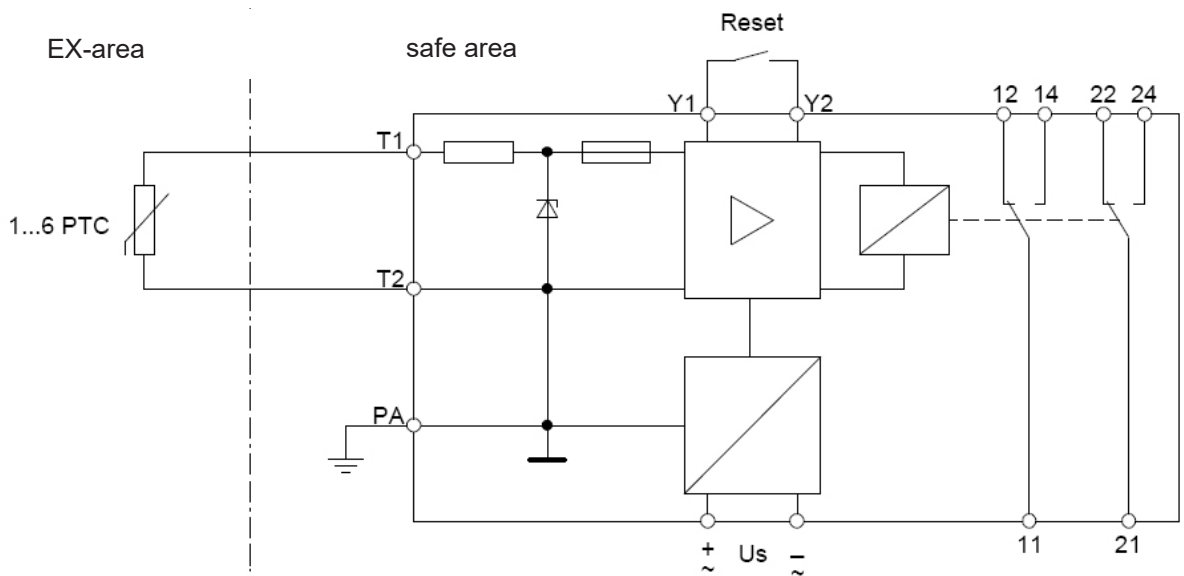 Reset
EX-area
safe area
Y1
Y2
12
14
22
24
T1
1...6 PTC
T2
PA
+
~
Us
–
~
11
21